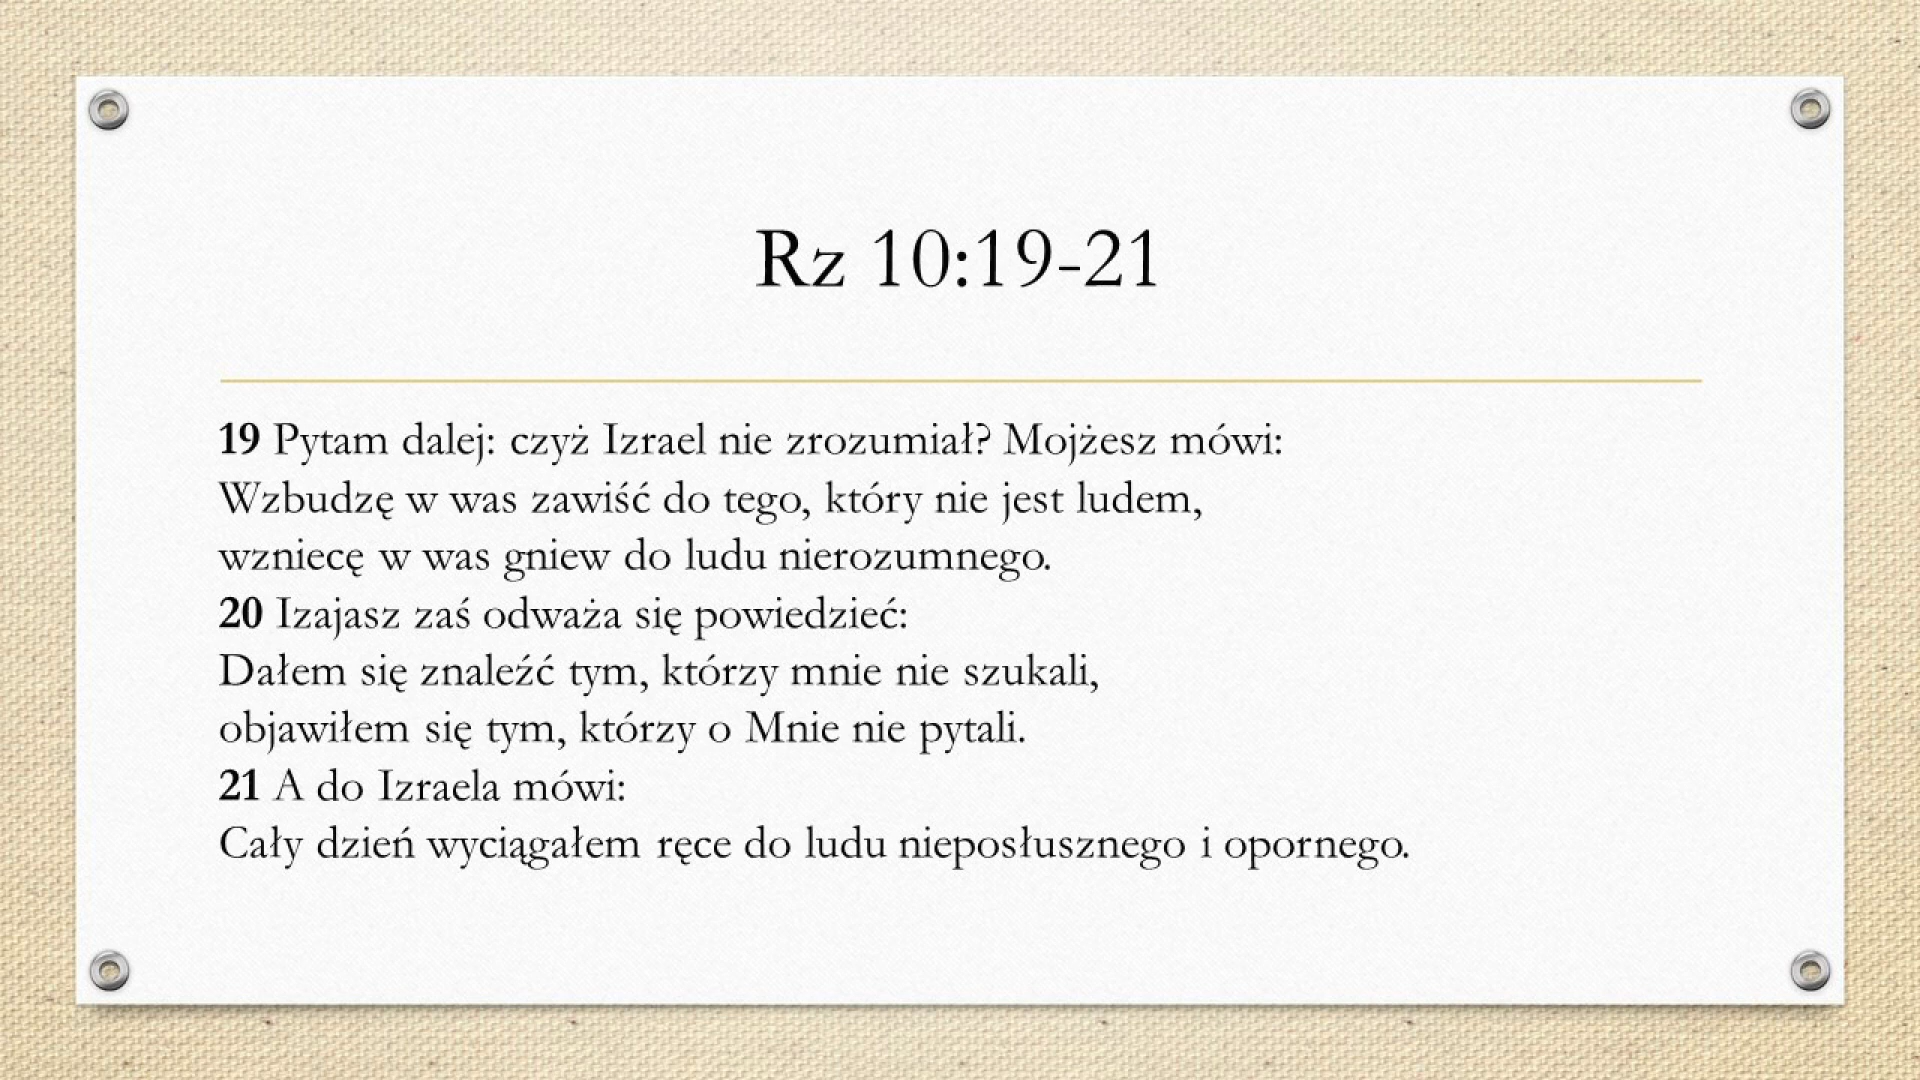 Rz 10:19-21
19 Pytam dalej: czyż Izrael nie zrozumiał? Mojżesz mówi:
Wzbudzę w was zawiść do tego, który nie jest ludem,
wzniecę w was gniew do ludu nierozumnego.
20 Izajasz zaś odważa się powiedzieć:
Dałem się znaleźć tym, którzy mnie nie szukali,
objawiłem się tym, którzy o Mnie nie pytali.
21 A do Izraela mówi:
Cały dzień wyciągałem ręce do ludu nieposłusznego i opornego.